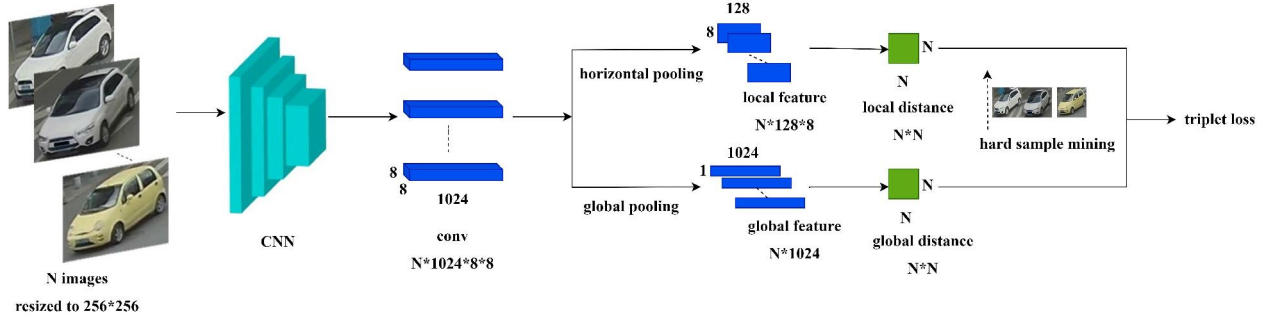 N images
resized to 256*256
CNN
8
8
1024
conv
N*1024*8*8
horizontal pooling
global pooling
128
8
local feature
N*128*8
1024
1
global feature
N*1024
N
N
local distance
N*N
N
N
global distance
N*N
hard sample mining
triplet loss